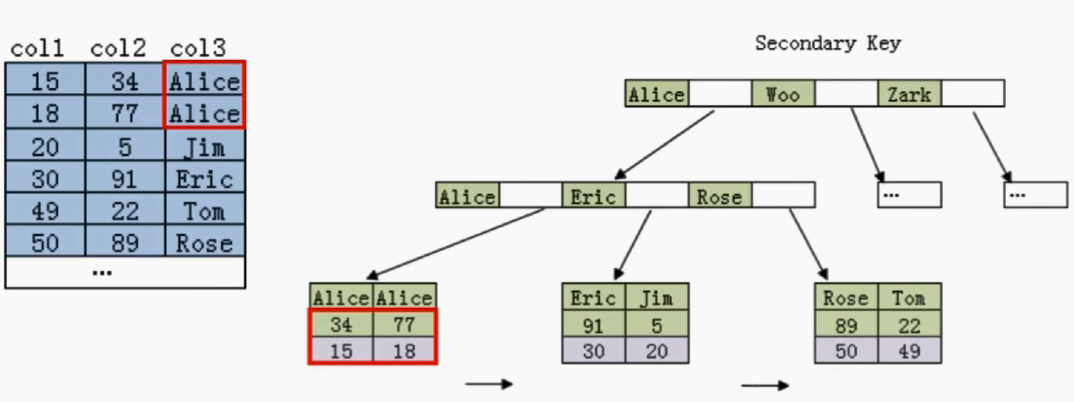 col1 col2 col3
15 34 Alice
18 77 Alice
20 5 Jim
30 91 Eric
49 22 Tom
50 89 Rose
...
Secondary Key
Alice Woo Zark
Alice Eric Rose
...
...
Alice Alice
34 77
15 18
Eric Jim
91 5
30 20
Rose Tom
89 22
50 49